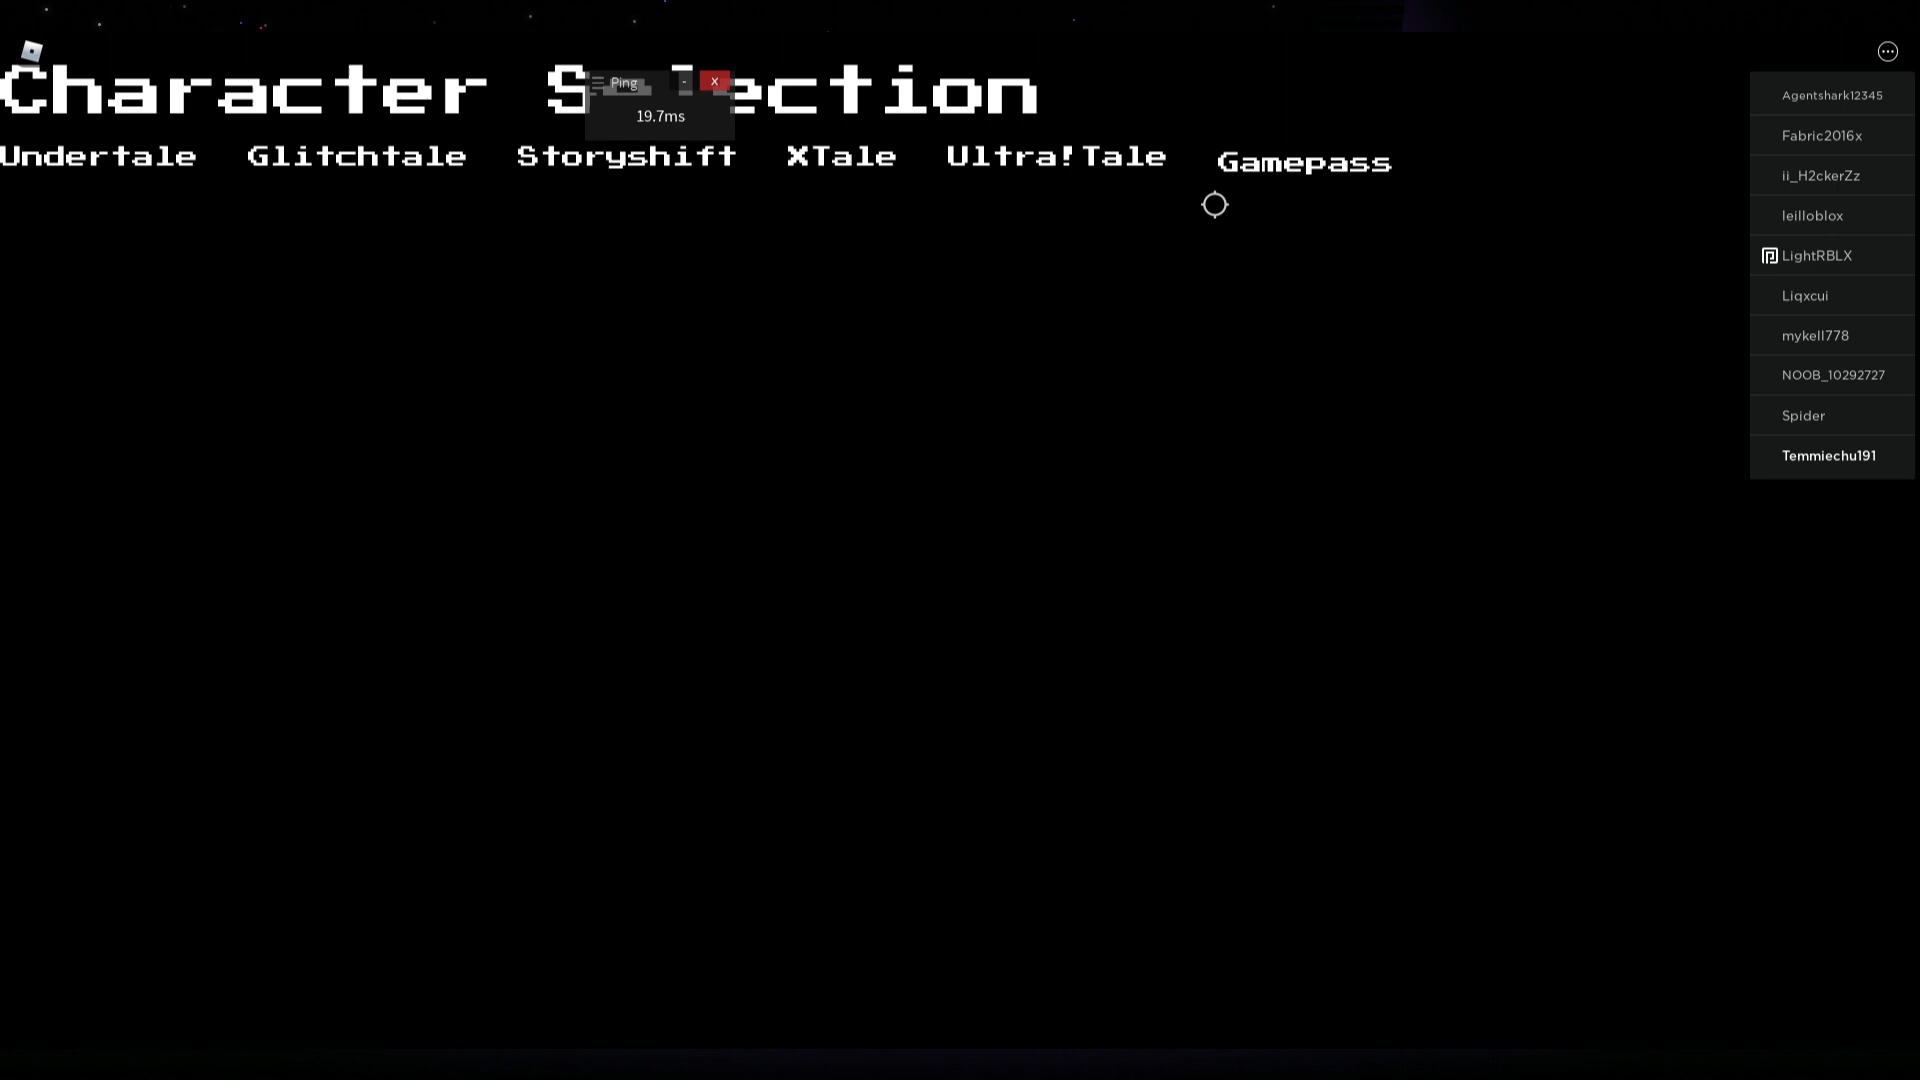 Character S ection
Ping - X
19.7ms
Undertale Glitchtale Storyshift XTale Ultra!Tale Gamepass
Agentshark12345
Fabric2016x
ii_H2ckerZz
leilloblox
LightRBLX
Liqxcui
mykell778
NOOB_10292727
Spider
Temmiechu191